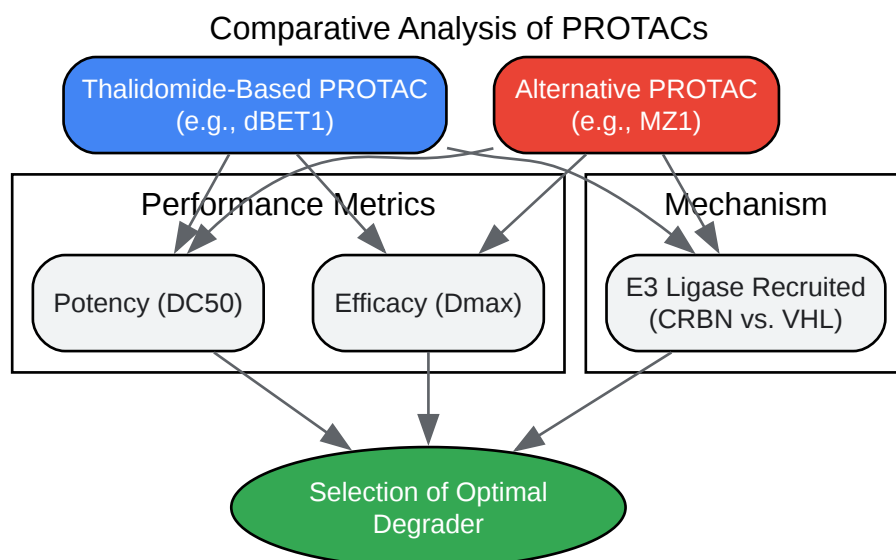 Comparative Analysis of PROTACs
Thalidomide-Based PROTAC
(e.g., dBET1)
Alternative PROTAC
(e.g., MZ1)
Performance Metrics
Mechanism
Potency (DC50)
Efficacy (Dmax)
E3 Ligase Recruited
(CRBN vs. VHL)
Selection of Optimal
Degrader